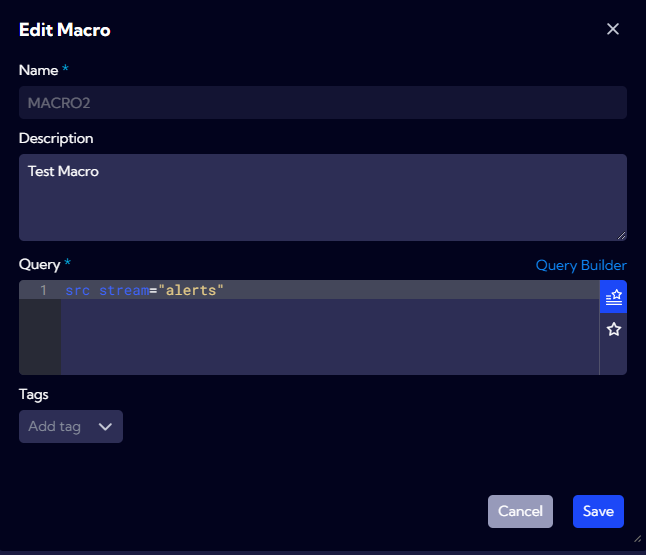 Edit Macro
Name *
MACRO2
Description
Test Macro
Query *
Query Builder
1 src stream="alerts"
Tags
Add tag
Cancel
Save